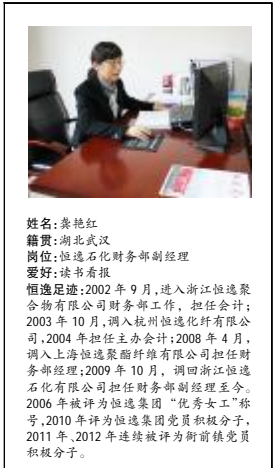 姓名:龚艳红
籍贯:湖北武汉
岗位:恒逸石化财务部副经理
爱好:读书看报
恒逸足迹:2002年9月,进入浙江恒逸聚
合物有限公司财务部工作，担任会计;
2003年10月,调入杭州恒逸化纤有限公
司,2004年担任主办会计;2008年4月，
调入上海恒逸聚酯纤维有限公司担任财
务部经理;2009年10月，调回浙江恒逸
石化有限公司担任财务部副经理至今。
2006年被评为恒逸集团“优秀女工”称
号,2010年评为恒逸集团党员积极分子，
2011年、2012年连续被评为衙前镇党员
积极分子。